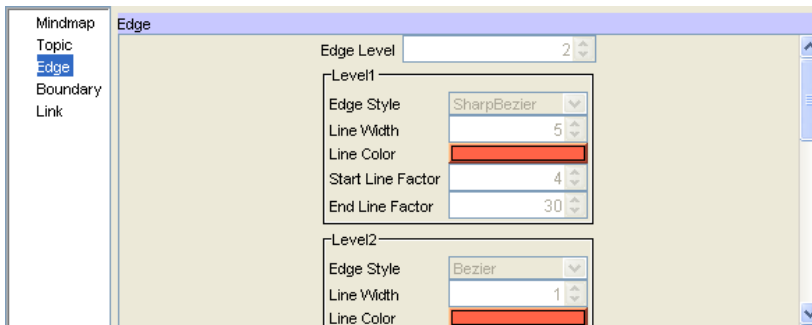 Mindmap
Topic
Edge
Boundary
Link
Edge
Edge Level 2
Level1
Edge Style SharpBezier
Line Width 5
Line Color
Start Line Factor 4
End Line Factor 30
Level2
Edge Style Bezier
Line Width 1
Line Color